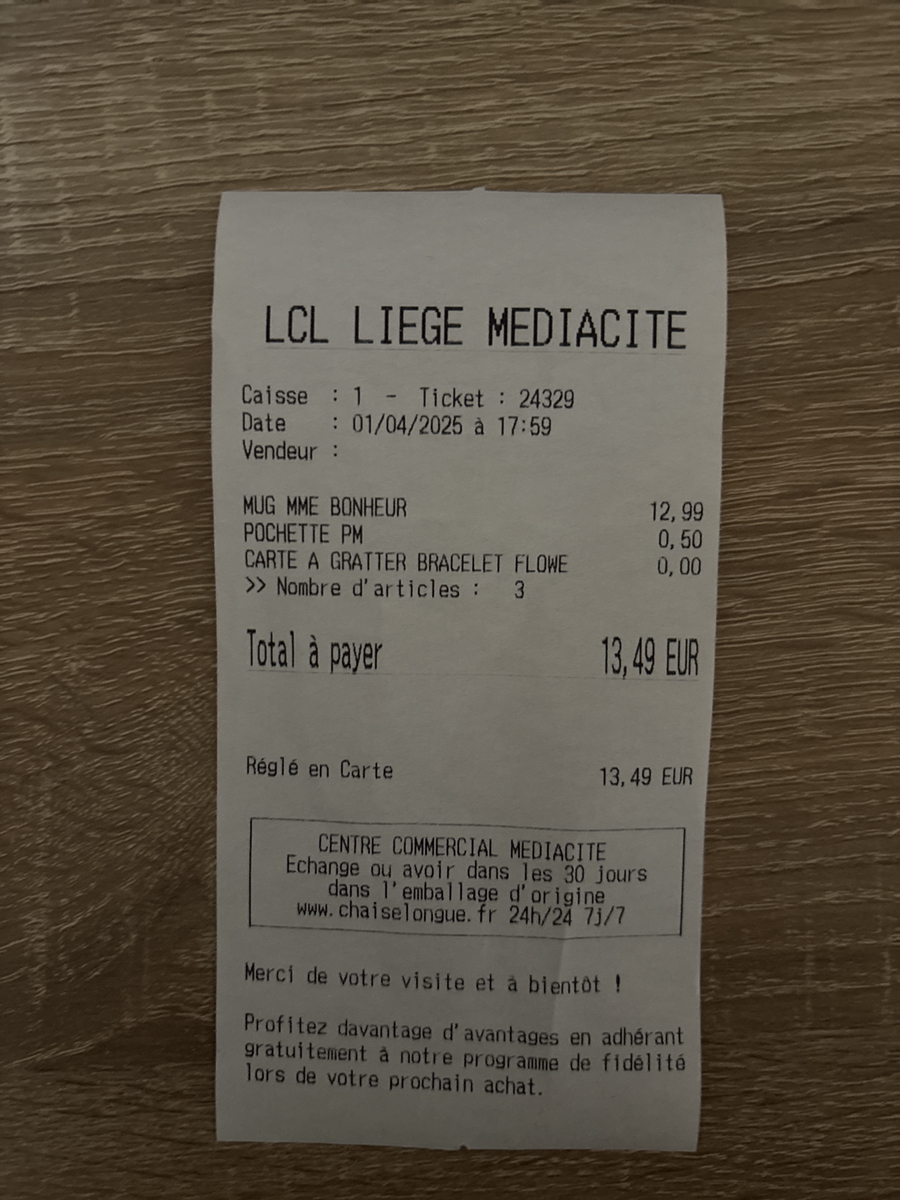 LCL LIEGE MEDIACITE
Caisse : 1 - Ticket : 24329
Date : 01/04/2025 à 17:59
Vendeur :
MUG MME BONHEUR 12,99
POCHETTE PM 0,50
CARTE A GRATTER BRACELET FLOWE 0,00
>> Nombre d'articles : 3
Total à payer 13,49 EUR
Réglé en Carte 13,49 EUR
CENTRE COMMERCIAL MEDIACITE
Echange ou avoir dans les 30 jours
dans l'emballage d'origine
www.chaiselongue.fr 24h/24 7j/7
Merci de votre visite et à bientôt !
Profitez davantage d'avantages en adhérant
gratuitement à notre programme de fidélité
lors de votre prochain achat.